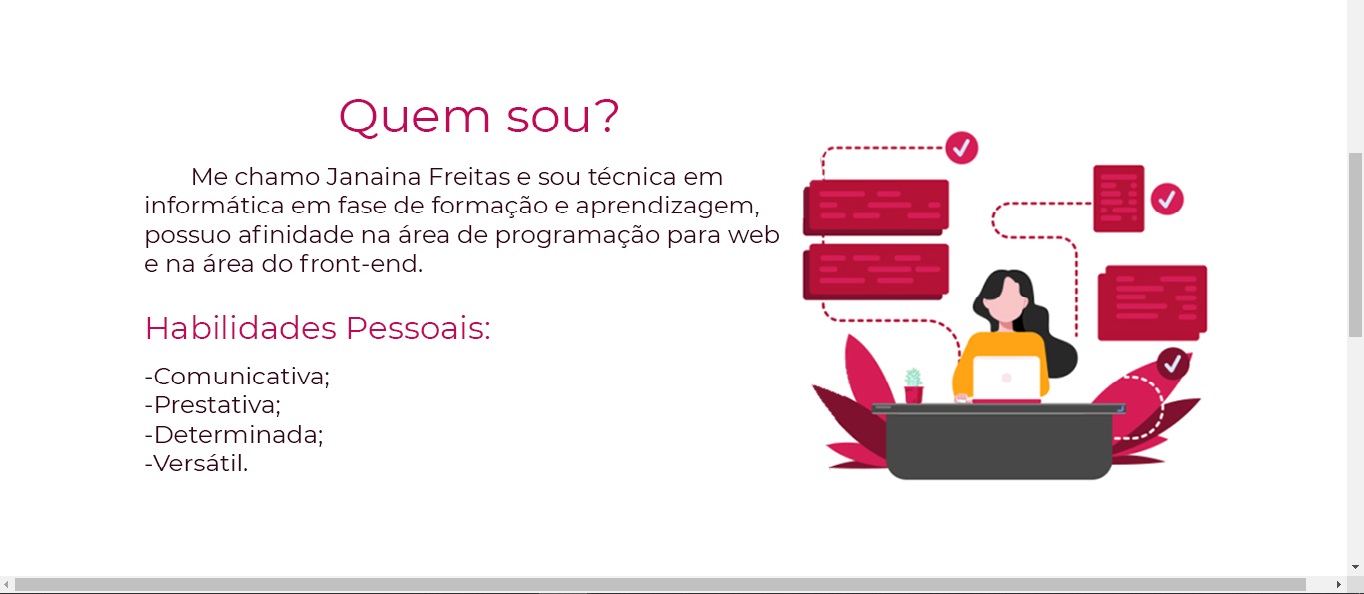 Quem sou?
Me chamo Janaina Freitas e sou técnica em
informática em fase de formação e aprendizagem,
possuo afinidade na área de programação para web
e na área do front-end.
Habilidades Pessoais:
-Comunicativa;
-Prestativa;
-Determinada;
-Versátil.